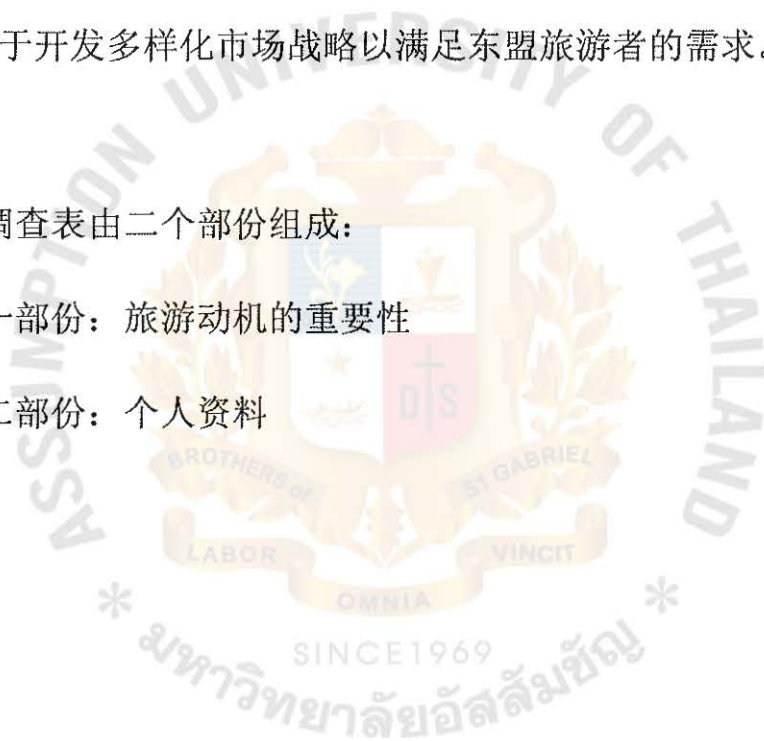 于开发多样化市场战略以满足东盟旅游者的需求。
调查表由二个部份组成：
一部份：旅游动机的重要性
二部份：个人资料
ASSUMPTION UNIVERSITY OF THAILAND
D S
BROTHERS of ST GABRIEL
LABOR
OMNIA
VINCIT
* SINCE1969 *
มหาวิทยาลัยอัสสัมชัญ